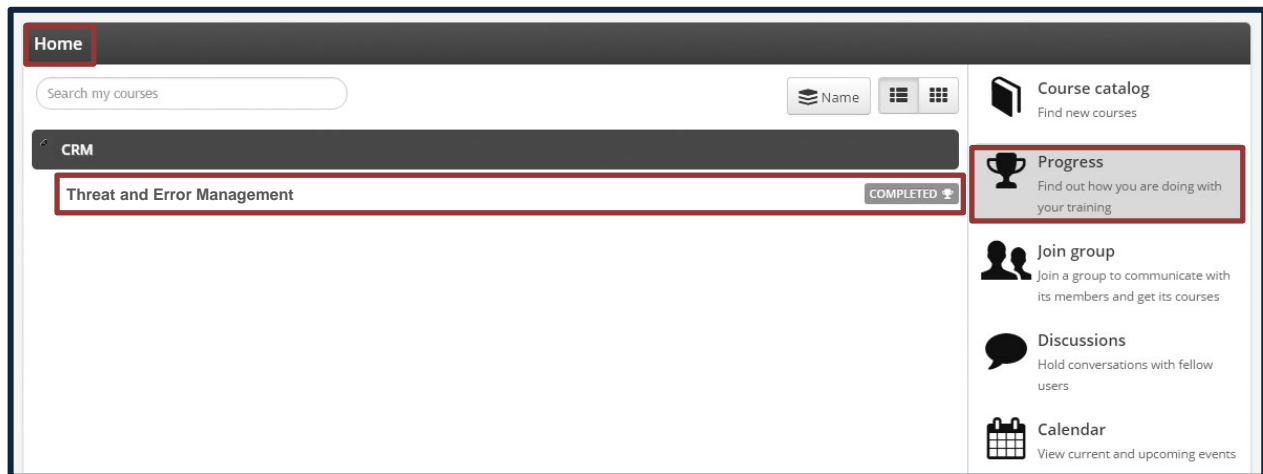 Home
Search my courses
Name
CRM
Threat and Error Management
COMPLETED
Course catalog
Find new courses
Progress
Find out how you are doing with
your training
Join group
Join a group to communicate with
its members and get its courses
Discussions
Hold conversations with fellow
users
Calendar
View current and upcoming events